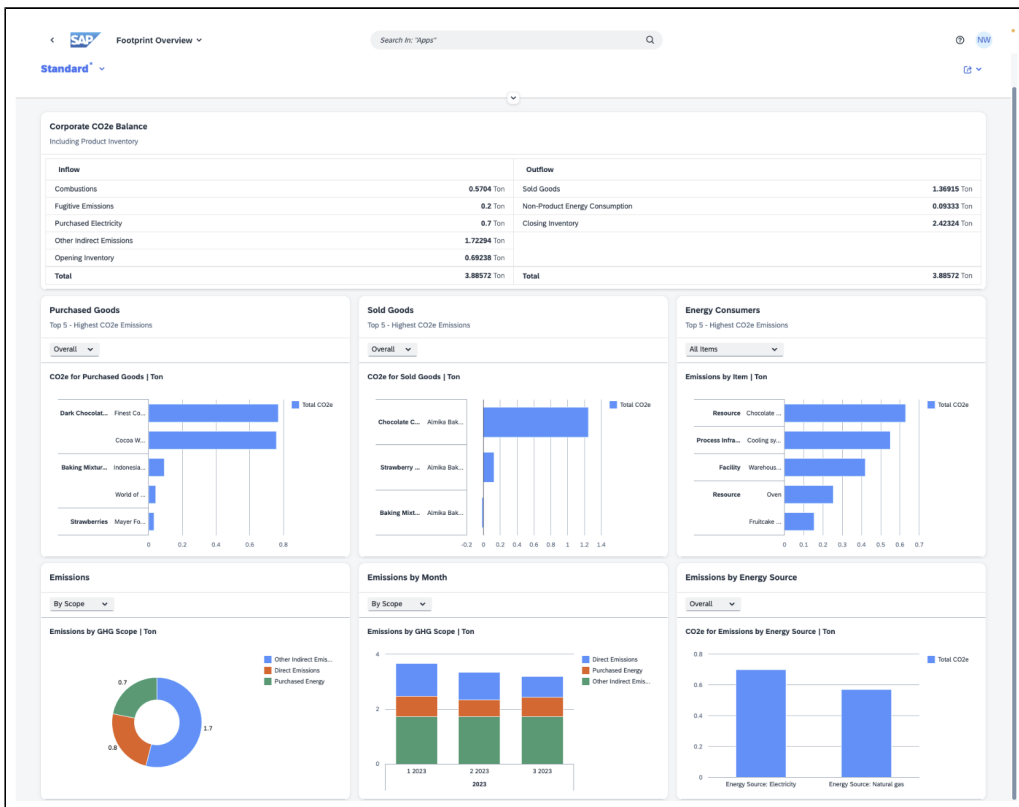 SAP Footprint Overview Search In: "Apps" NW
Standard*
Corporate CO2e Balance
Including Product Inventory
Inflow Outflow
Combustions 0.5704 Ton Sold Goods 1.36915 Ton
Fugitive Emissions 0.2 Ton Non-Product Energy Consumption 0.09333 Ton
Purchased Electricity 0.7 Ton Closing Inventory 2.42324 Ton
Other Indirect Emissions 1.72294 Ton
Opening Inventory 0.69238 Ton
Total 3.88572 Ton Total 3.88572 Ton
Purchased Goods
Top 5 - Highest CO2e Emissions
Overall
CO2e for Purchased Goods | Ton
Total CO2e
Dark Chocolat... Finest Co...
Cocoa W...
Baking Mixtur... Indonesia...
World of ...
Strawberries Mayer Fo...
0 0.2 0.4 0.6 0.8
Sold Goods
Top 5 - Highest CO2e Emissions
Overall
CO2e for Sold Goods | Ton
Total CO2e
Chocolate C... Almika Bak...
Strawberry ... Almika Bak...
Baking Mixt... Almika Bak...
-0.2 0 0.2 0.4 0.6 0.8 1 1.2 1.4
Energy Consumers
Top 5 - Highest CO2e Emissions
All Items
Emissions by Item | Ton
Total CO2e
Resource Chocolate ...
Process Infra... Cooling sy...
Facility Warehous...
Resource Oven
Fruitcake ...
0 0.1 0.2 0.3 0.4 0.5 0.6 0.7
Emissions
By Scope
Emissions by GHG Scope | Ton
Other Indirect Emis...
Direct Emissions
Purchased Energy
0.7
1.7
0.8
Emissions by Month
By Scope
Emissions by GHG Scope | Ton
Direct Emissions
Purchased Energy
Other Indirect Emis...
4
2
0
1 2023 2 2023 3 2023
2023
Emissions by Energy Source
Overall
CO2e for Emissions by Energy Source | Ton
Total CO2e
0.8
0.6
0.4
0.2
0
Energy Source: Electricity Energy Source: Natural gas